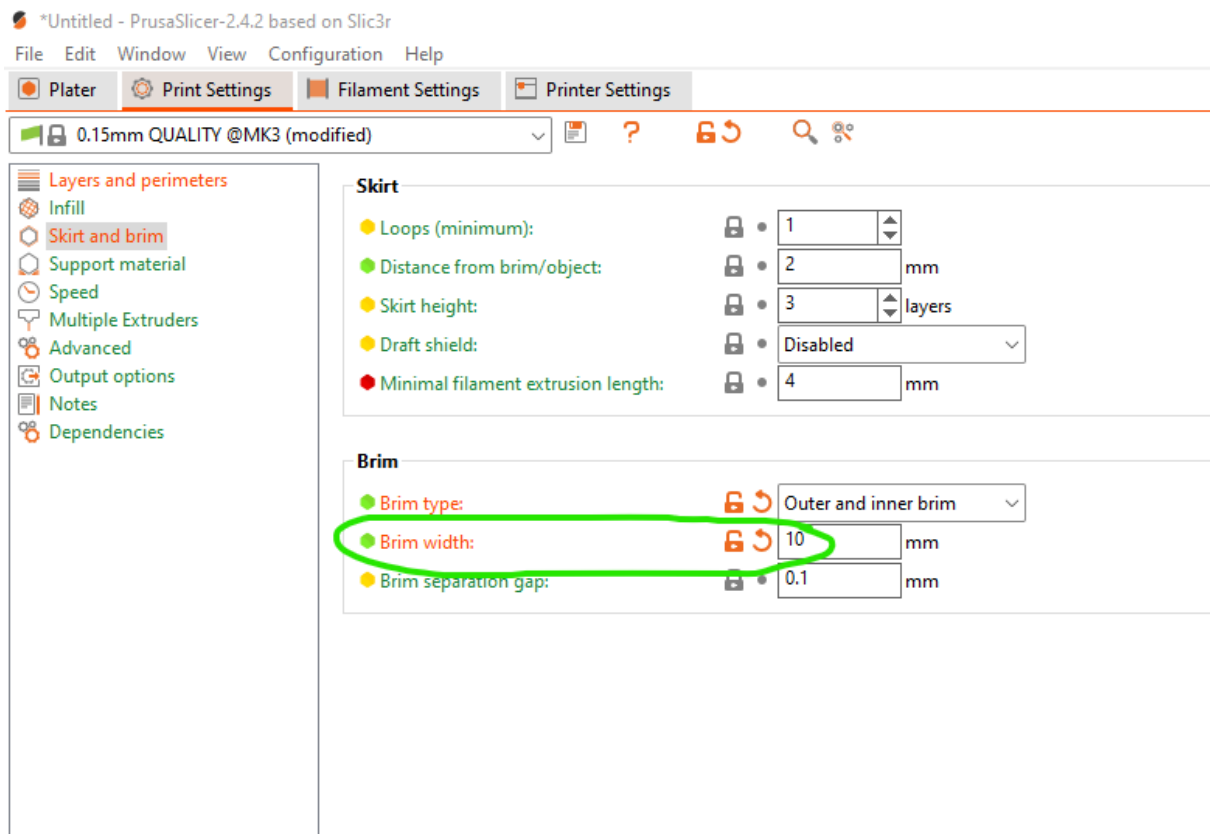 *Untitled - PrusaSlicer-2.4.2 based on Slic3r
File Edit Window View Configuration Help
Plater Print Settings Filament Settings Printer Settings
0.15mm QUALITY @MK3 (modified)
Layers and perimeters
Infill
Skirt and brim
Support material
Speed
Multiple Extruders
Advanced
Output options
Notes
Dependencies
Skirt
Loops (minimum): 1
Distance from brim/object: 2 mm
Skirt height: 3 layers
Draft shield: Disabled
Minimal filament extrusion length: 4 mm
Brim
Brim type: Outer and inner brim
Brim width: 10 mm
Brim separation gap: 0.1 mm